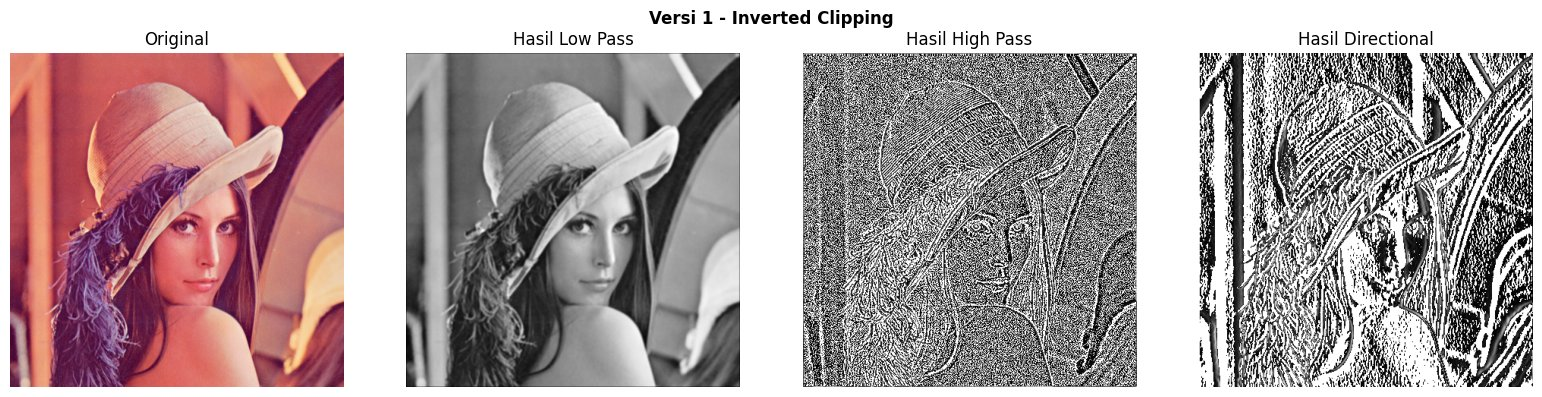 Versi 1 - Inverted Clipping
Original
Hasil Low Pass
Hasil High Pass
Hasil Directional